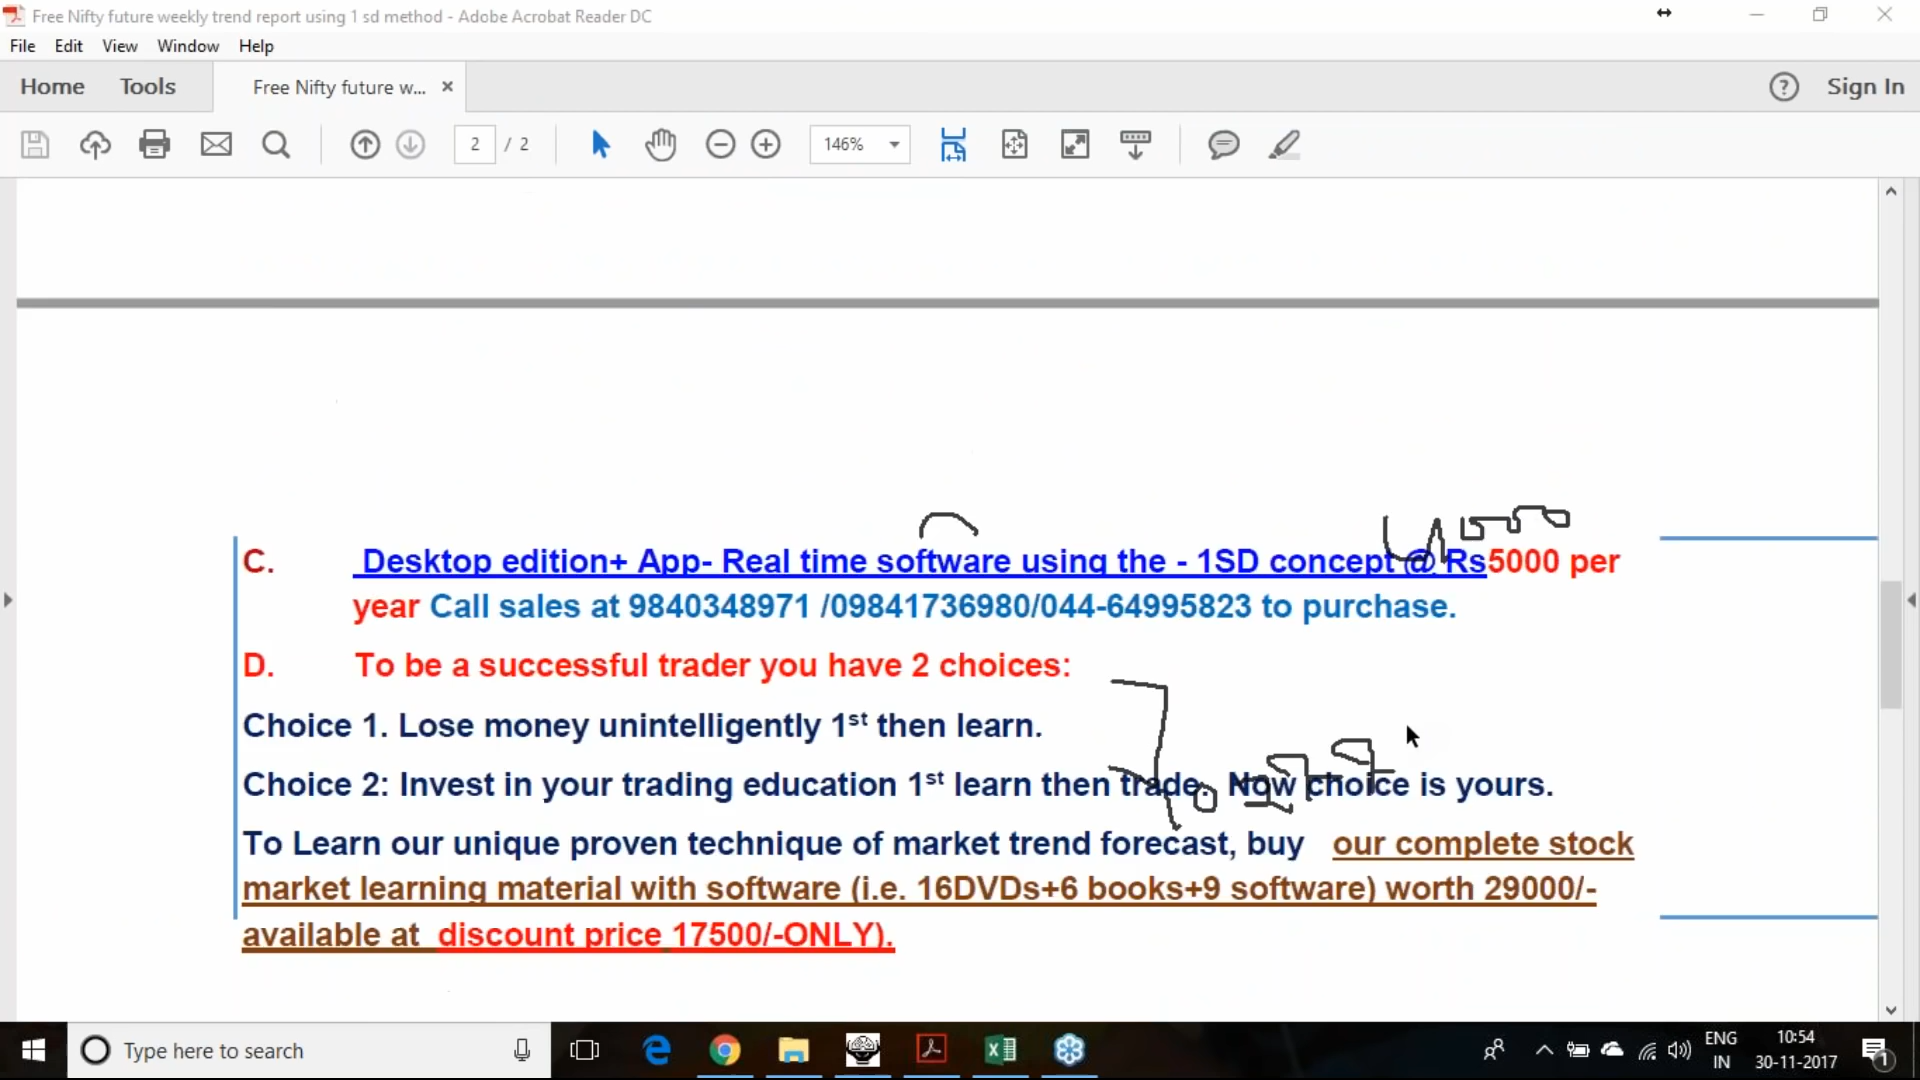 Free Nifty future weekly trend report using 1 sd method - Adobe Acrobat Reader DC
File Edit View Window Help
Home Tools Free Nifty future w... × Sign In
2 / 2 146%
C. Desktop edition+ App- Real time software using the - 1SD concept @ Rs5000 per
year Call sales at 9840348971 /09841736980/044-64995823 to purchase.
D. To be a successful trader you have 2 choices:
Choice 1. Lose money unintelligently 1st then learn.
Choice 2: Invest in your trading education 1st learn then trade. Now choice is yours.
To Learn our unique proven technique of market trend forecast, buy our complete stock
market learning material with software (i.e. 16DVDs+6 books+9 software) worth 29000/-
available at discount price 17500/-ONLY).
Type here to search
ENG 10:54
IN 30-11-2017 1